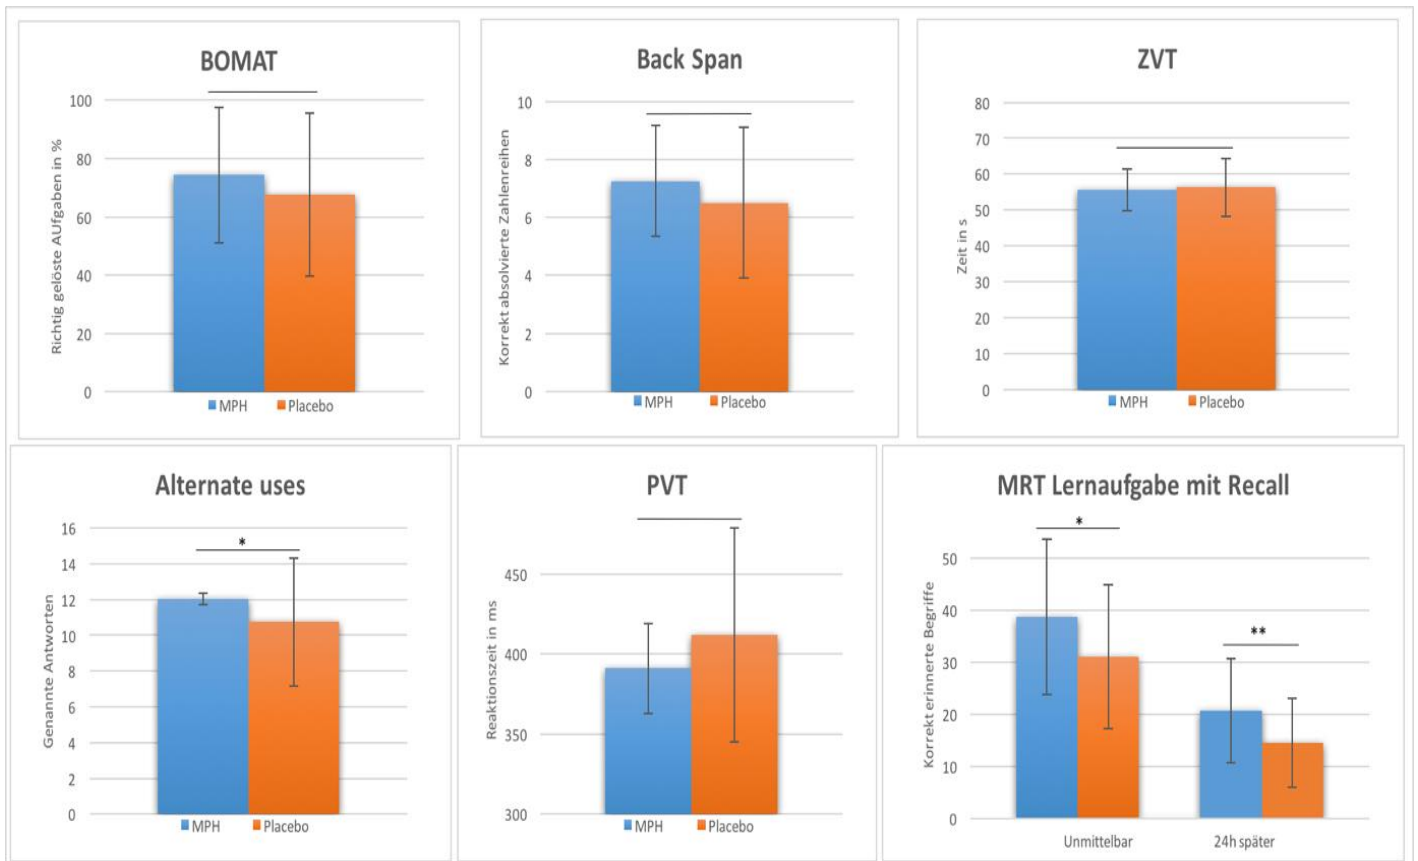 BOMAT
Richtig gelöste AUfgaben in %
100
80
60
40
20
0
MPH Placebo
Back Span
Korrekt absolvierte Zahlenreihen
10
8
6
4
2
0
MPH Placebo
ZVT
Zeit in s
80
70
60
50
40
30
20
10
0
MPH Placebo
Alternate uses
Genannte Antworten
16
14
12
10
8
6
4
2
0
*
MPH Placebo
PVT
Reaktionszeit in ms
450
400
350
300
MPH Placebo
MRT Lernaufgabe mit Recall
Korrekt erinnerte Begriffe
50
40
30
20
10
0
*
**
Unmittelbar 24h später